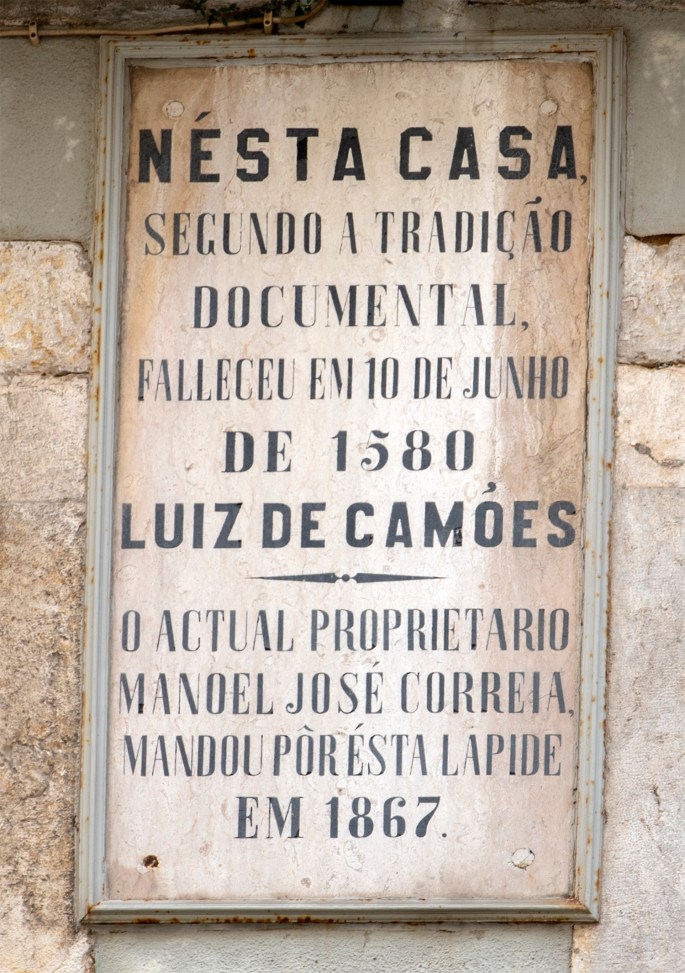 NÉSTA CASA,
SEGUNDO A TRADIÇÃO
DOCUMENTAL,
FALLECEU EM 10 DE JUNHO
DE 1580
LUIZ DE CAMÓES
O ACTUAL PROPRIETARIO
MANOEL JOSÉ CORREIA,
MANDOU PÔR ÉSTA LAPIDE
EM 1867.